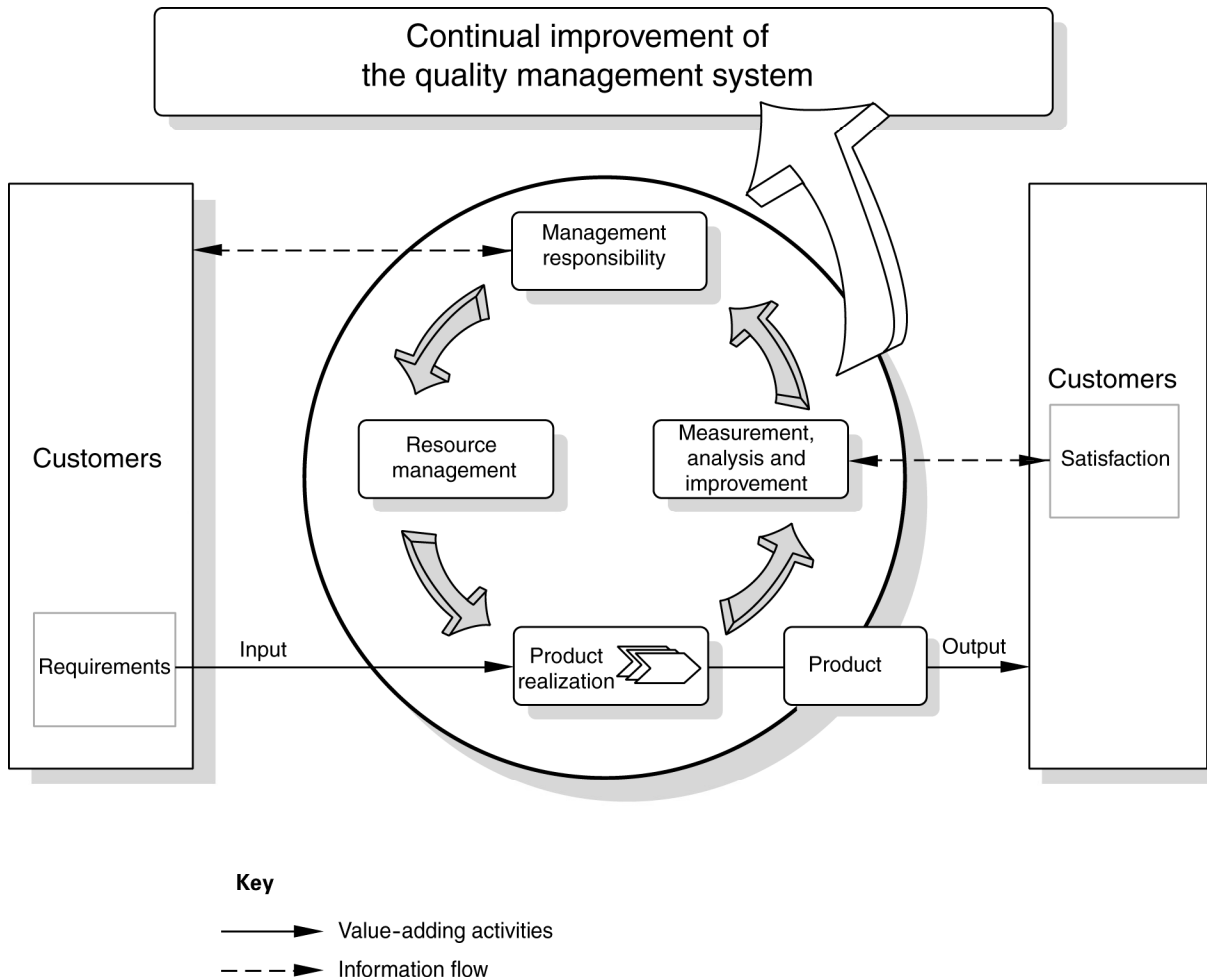 Continual improvement of
the quality management system
Management
responsibility
Customers
Resource
management
Measurement,
analysis and
improvement
Customers
Satisfaction
Requirements
Input
Product
realization
Product
Output
Key
Value-adding activities
Information flow